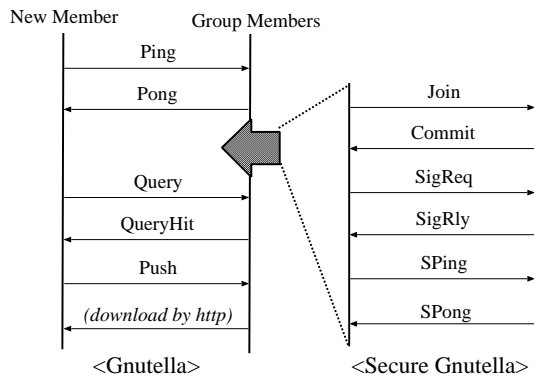 New Member
Group Members
Ping
Pong
Query
QueryHit
Push
(download by http)
<Gnutella>
Join
Commit
SigReq
SigRly
SPing
SPong
<Secure Gnutella>